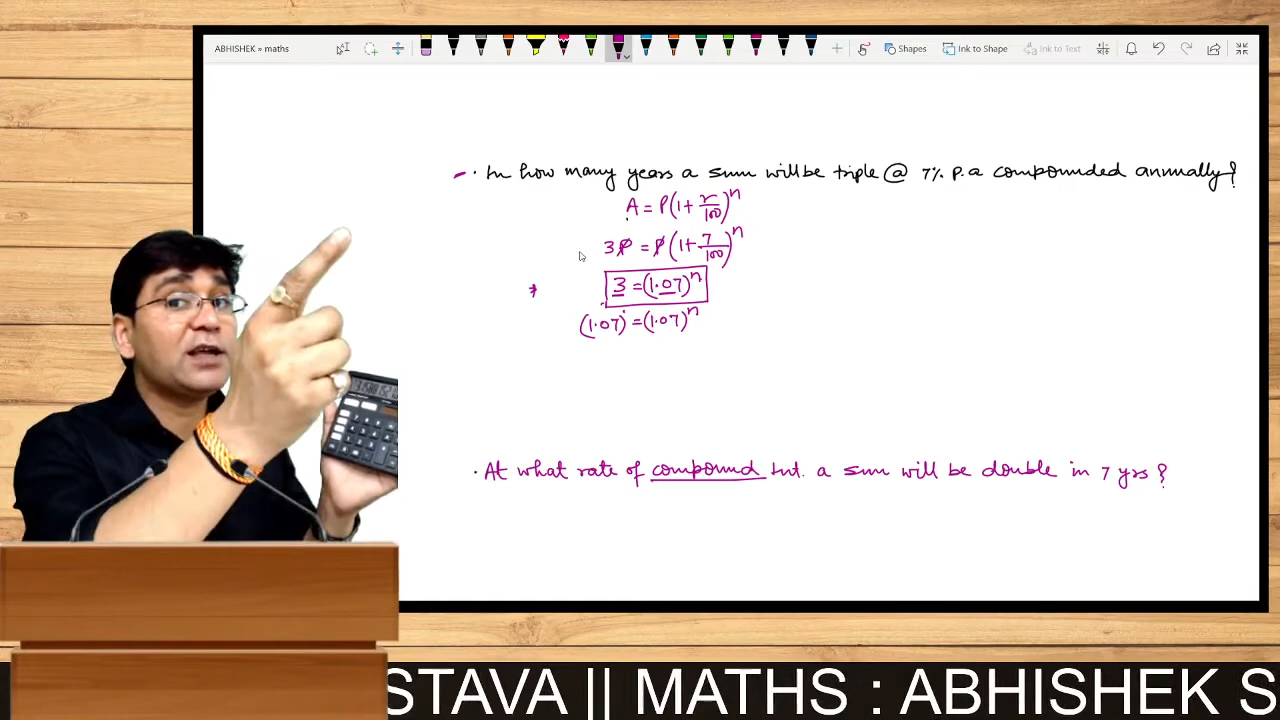 ABHISHEK » maths
Shapes
Ink to Shape
Ink to Text
- · In how many years a sum will be triple @ 7% p.a compounded annually?
A = P(1+r/100)^n
3P = P(1+7/100)^n
* 3 = (1.07)^n
(1.07) = (1.07)^n
· At what rate of compound Int. a sum will be double in 7 yrs?
STAVA || MATHS : ABHISHEK S